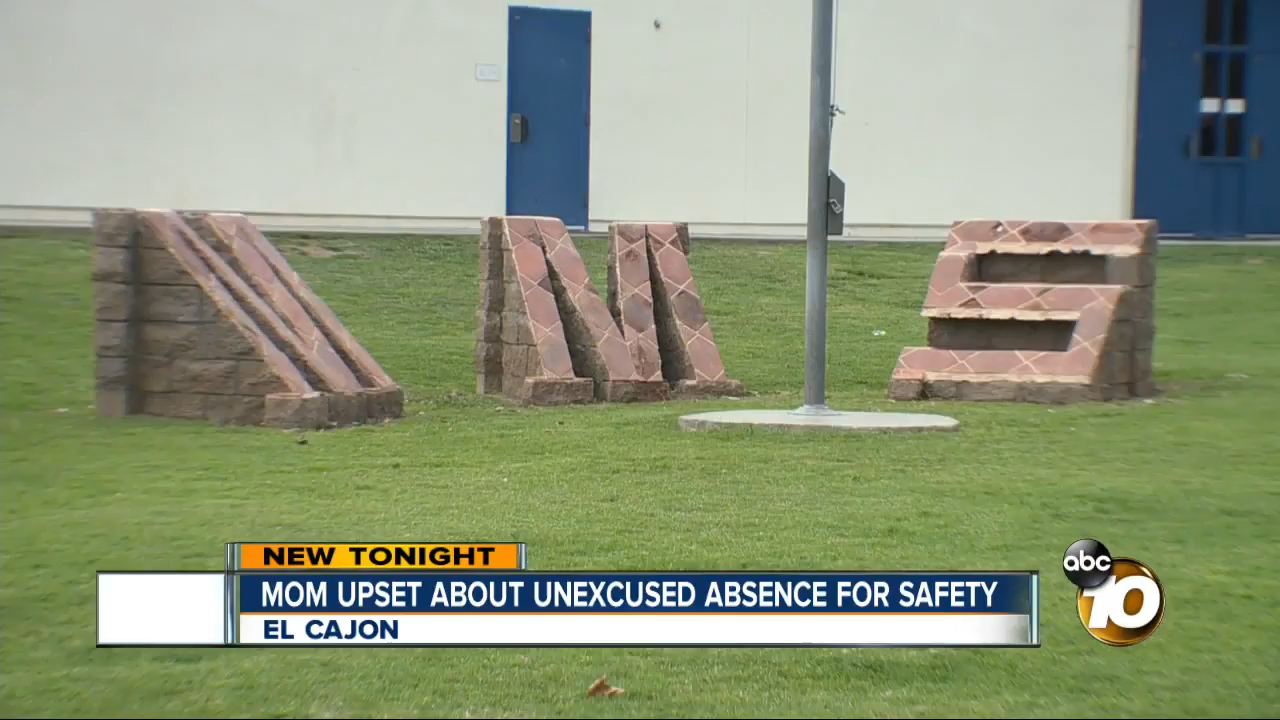 NEW TONIGHT
MOM UPSET ABOUT UNEXCUSED ABSENCE FOR SAFETY
EL CAJON
abc
10